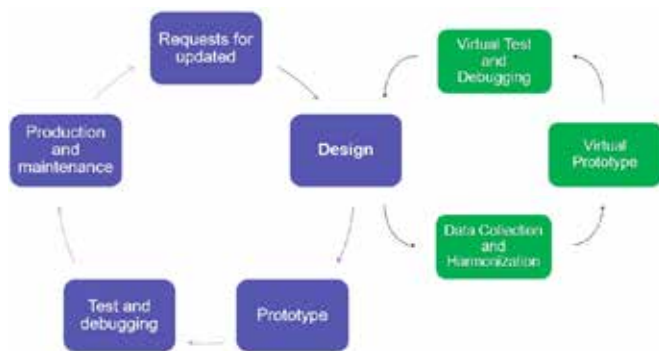 Requests for
updated
Virtual Test
and
Debugging
Production
and
maintenance
Design
Virtual
Prototype
Data Collection
and
Harmonization
Test and
debugging
Prototype